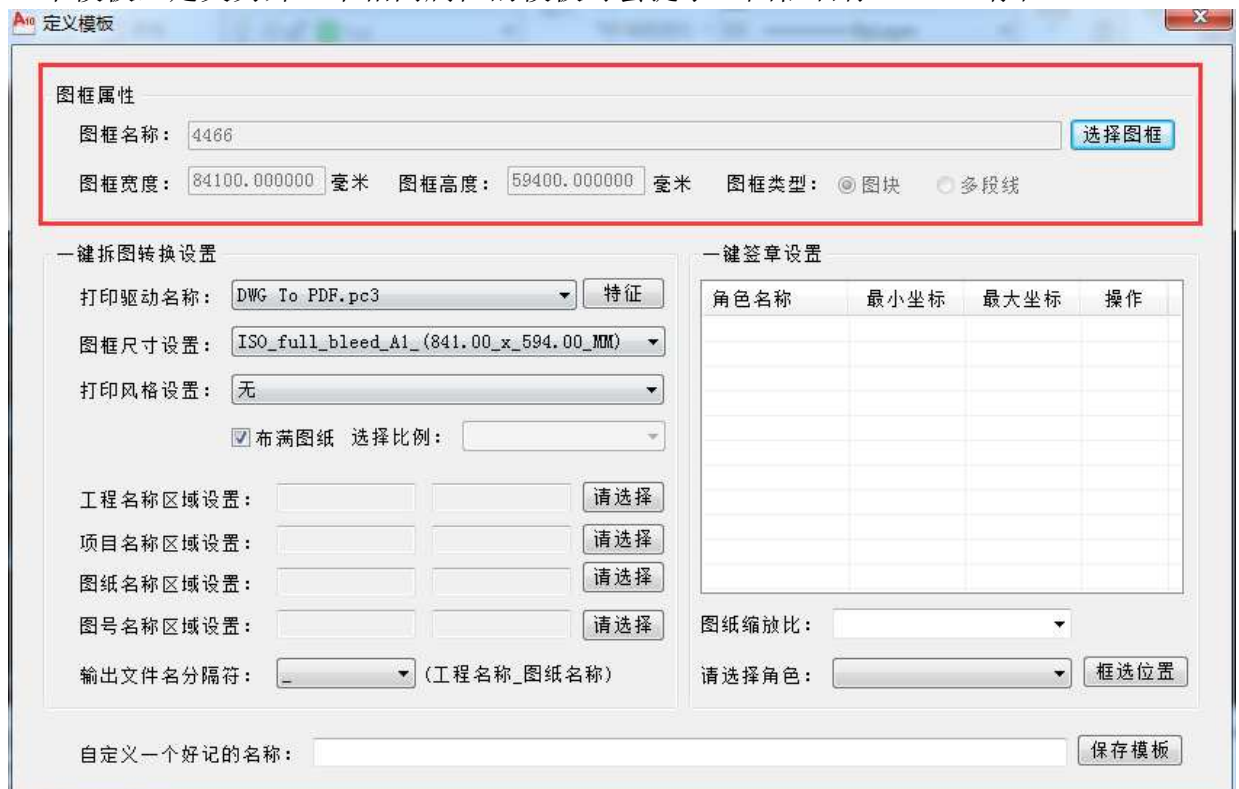 A10 定义模板
图框属性
图框名称： 4466 选择图框
图框宽度： 84100.000000 毫米 图框高度： 59400.000000 毫米 图框类型： 图块 多段线
一键拆图转换设置
打印驱动名称： DWG To PDF.pc3 特征
图框尺寸设置： ISO_full_bleed_A1_(841.00_x_594.00_MM)
打印风格设置： 无
布满图纸 选择比例：
工程名称区域设置： 请选择
项目名称区域设置： 请选择
图纸名称区域设置： 请选择
图号名称区域设置： 请选择
输出文件名分隔符： _ (工程名称_图纸名称)
一键签章设置
角色名称 最小坐标 最大坐标 操作
图纸缩放比：
请选择角色： 框选位置
自定义一个好记的名称： 保存模板